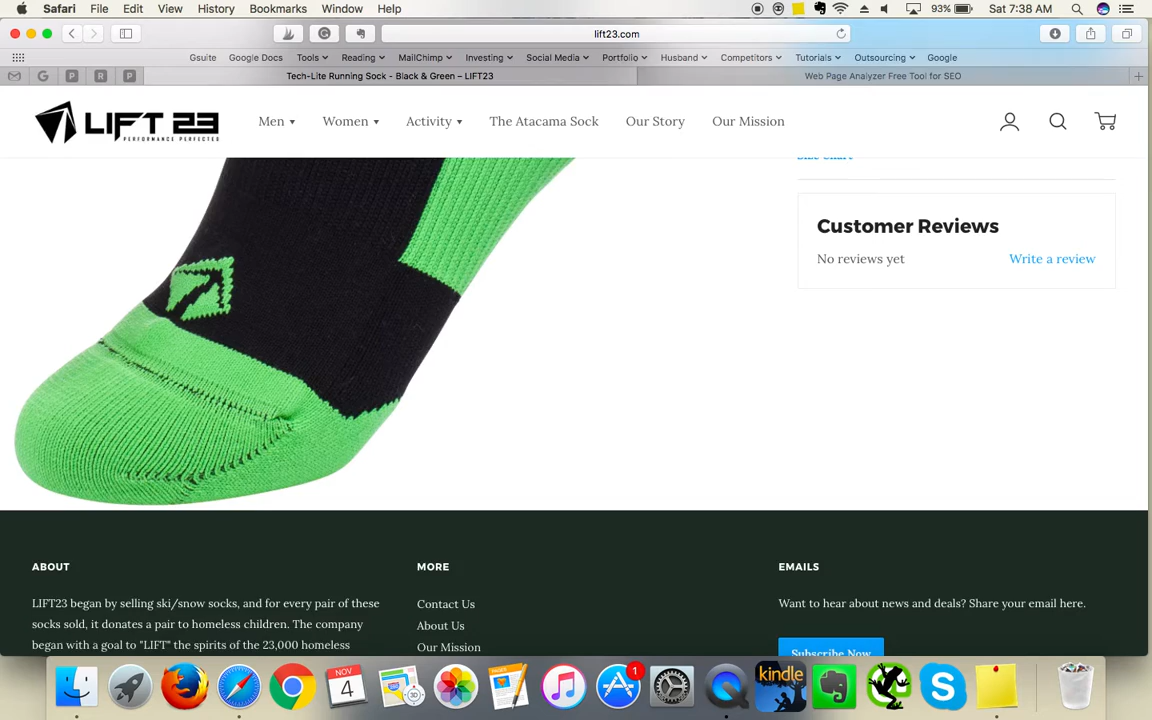 Safari File Edit View History Bookmarks Window Help 93% Sat 7:38 AM
lift23.com
Gsuite Google Docs Tools Reading MailChimp Investing Social Media Portfolio Husband Competitors Tutorials Outsourcing Google
G P R P Tech-Lite Running Sock - Black & Green – LIFT23 Web Page Analyzer Free Tool for SEO
LIFT 23 Men Women Activity The Atacama Sock Our Story Our Mission
PERFORMANCE PERFECTED
Size Chart
Customer Reviews
No reviews yet Write a review
ABOUT MORE EMAILS
LIFT23 began by selling ski/snow socks, and for every pair of these Contact Us Want to hear about news and deals? Share your email here.
socks sold, it donates a pair to homeless children. The company About Us
began with a goal to "LIFT" the spirits of the 23,000 homeless Our Mission Subscribe Now
NOV
4 3D 1 kindle S